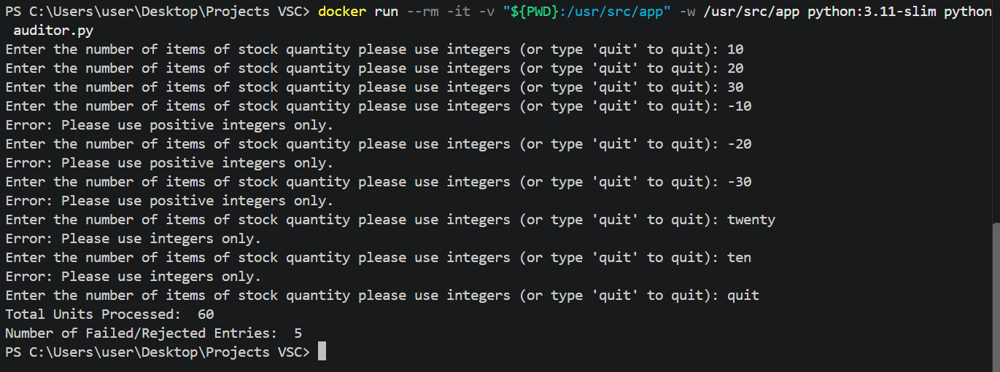 PS C:\Users\user\Desktop\Projects VSC> docker run --rm -it -v "${PWD}:/usr/src/app" -w /usr/src/app python:3.11-slim python
auditor.py
Enter the number of items of stock quantity please use integers (or type 'quit' to quit): 10
Enter the number of items of stock quantity please use integers (or type 'quit' to quit): 20
Enter the number of items of stock quantity please use integers (or type 'quit' to quit): 30
Enter the number of items of stock quantity please use integers (or type 'quit' to quit): -10
Error: Please use positive integers only.
Enter the number of items of stock quantity please use integers (or type 'quit' to quit): -20
Error: Please use positive integers only.
Enter the number of items of stock quantity please use integers (or type 'quit' to quit): -30
Error: Please use positive integers only.
Enter the number of items of stock quantity please use integers (or type 'quit' to quit): twenty
Error: Please use integers only.
Enter the number of items of stock quantity please use integers (or type 'quit' to quit): ten
Error: Please use integers only.
Enter the number of items of stock quantity please use integers (or type 'quit' to quit): quit
Total Units Processed:  60
Number of Failed/Rejected Entries:  5
PS C:\Users\user\Desktop\Projects VSC>